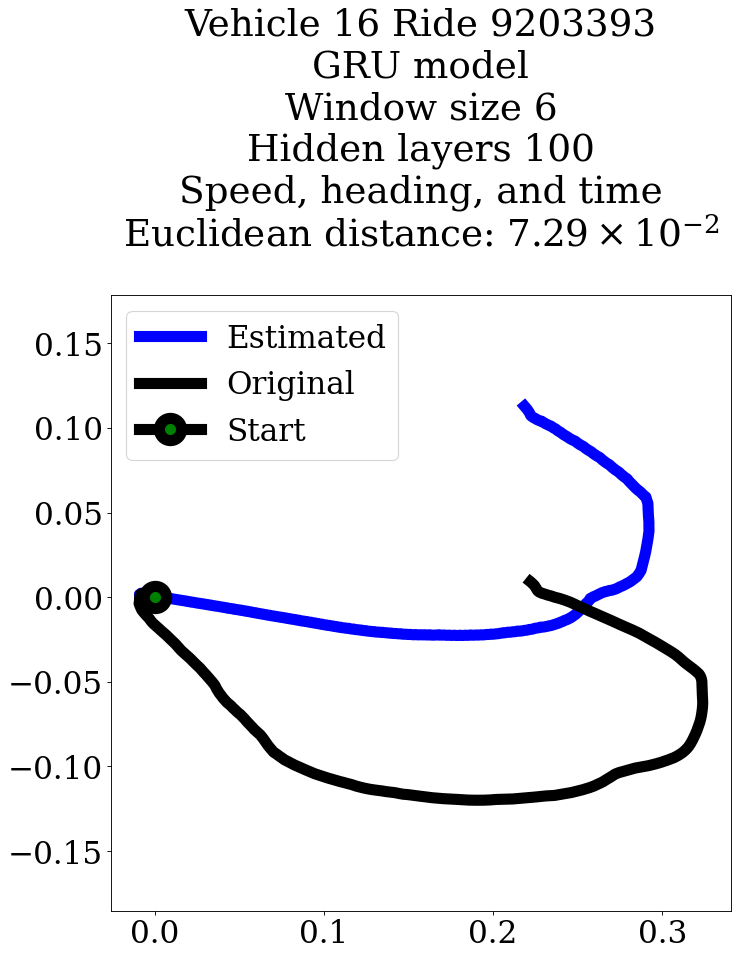 Vehicle 16 Ride 9203393
GRU model
Window size 6
Hidden layers 100
Speed, heading, and time
Euclidean distance: 7.29 × 10⁻²
Estimated
Original
Start
0.15
0.10
0.05
0.00
−0.05
−0.10
−0.15
0.0 0.1 0.2 0.3